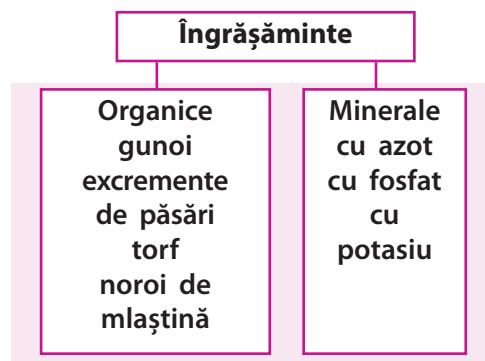 Îngrășăminte
Organice
gunoi
excremente
de păsări
torf
noroi de
mlaștină
Minerale
cu azot
cu fosfat
cu
potasiu